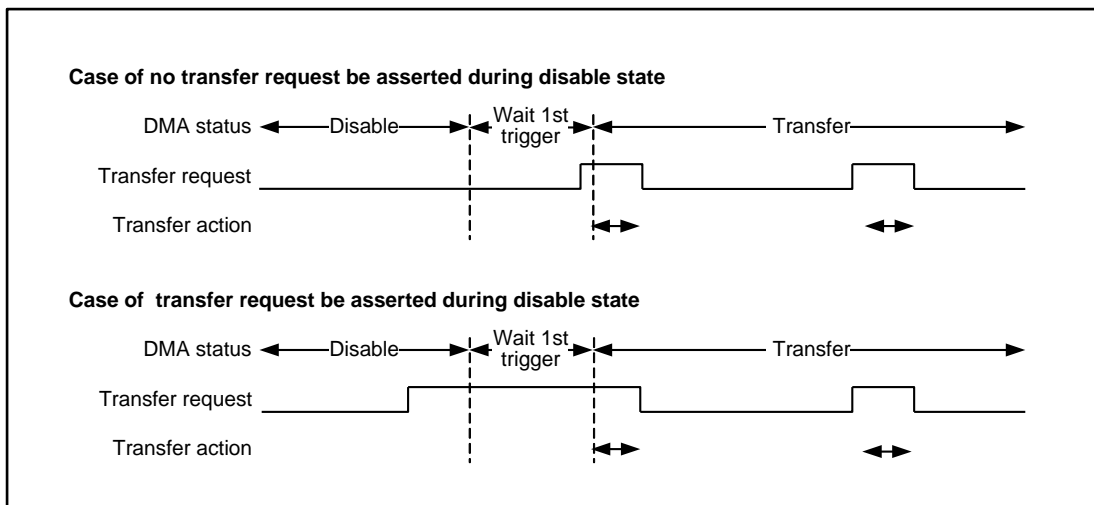 Case of no transfer request be asserted during disable state
DMA status Disable Wait 1st trigger Transfer
Transfer request
Transfer action
Case of transfer request be asserted during disable state
DMA status Disable Wait 1st trigger Transfer
Transfer request
Transfer action